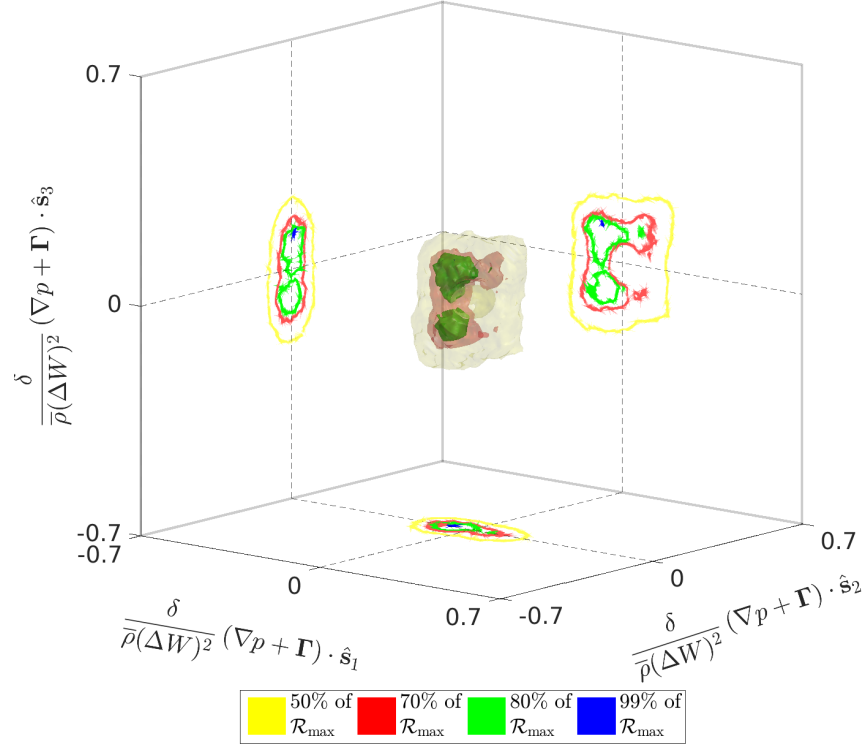 0.7
0
-0.7
-0.7
0
0.7
-0.7
0
0.7
δ/ρ̅(ΔW)² (∇p + Γ) · ŝ₃
δ/ρ̅(ΔW)² (∇p + Γ) · ŝ₁
δ/ρ̅(ΔW)² (∇p + Γ) · ŝ₂
50% of 70% of 80% of 99% of
ℛmax ℛmax ℛmax ℛmax